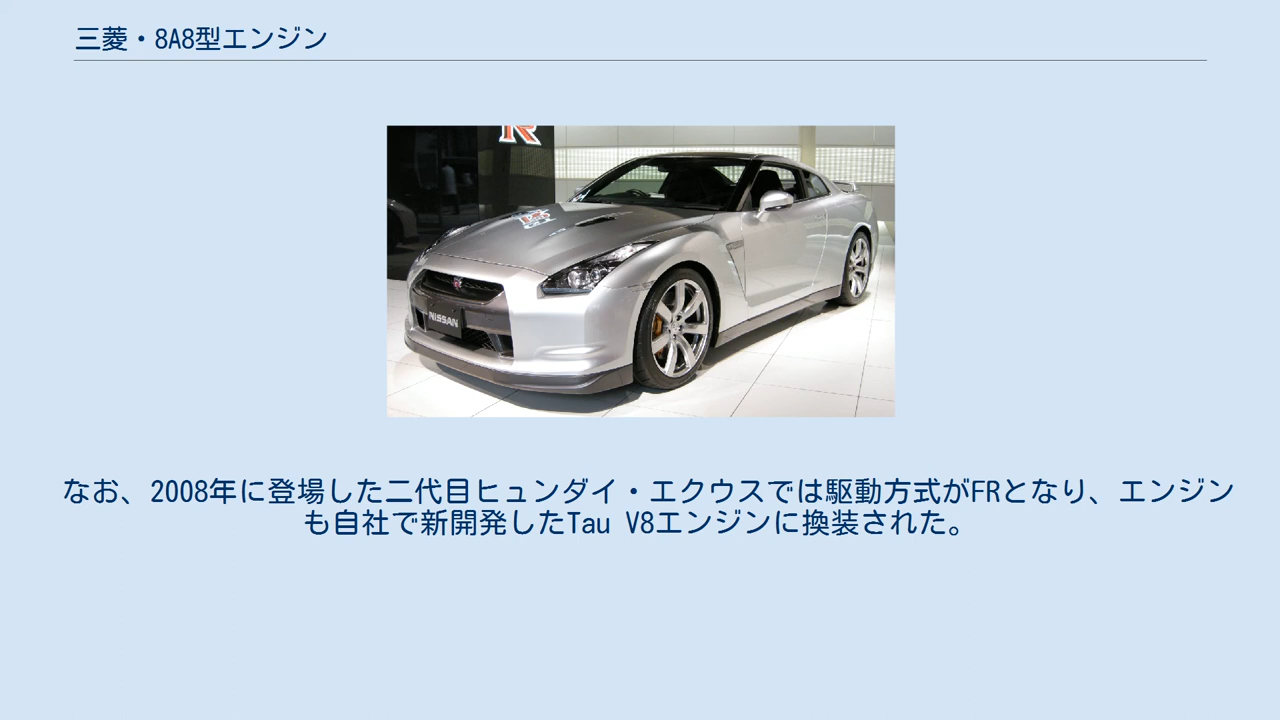 三菱・8A8型エンジン
R
NISSAN
なお、2008年に登場した二代目ヒュンダイ・エクウスでは駆動方式がFRとなり、エンジン
も自社で新開発したTau V8エンジンに換装された。